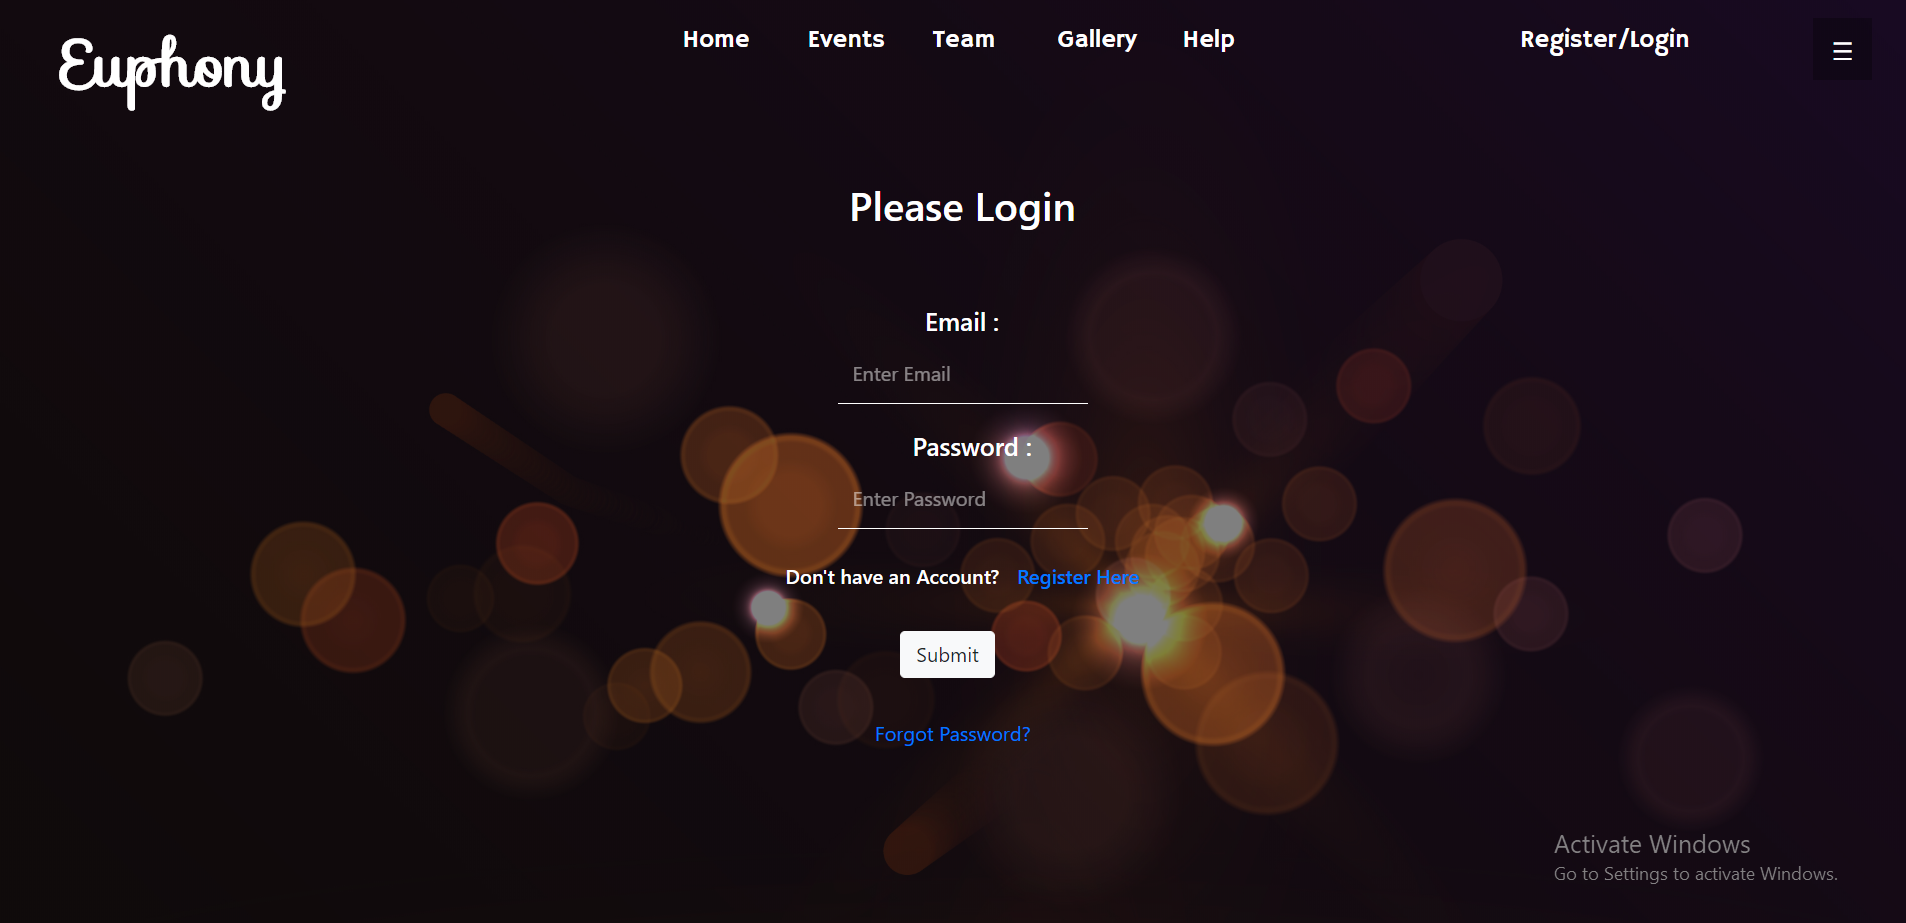 Euphony
Home Events Team Gallery Help Register/Login
Please Login
Email :
Enter Email
Password :
Enter Password
Don't have an Account? Register Here
Submit
Forgot Password?
Activate Windows
Go to Settings to activate Windows.